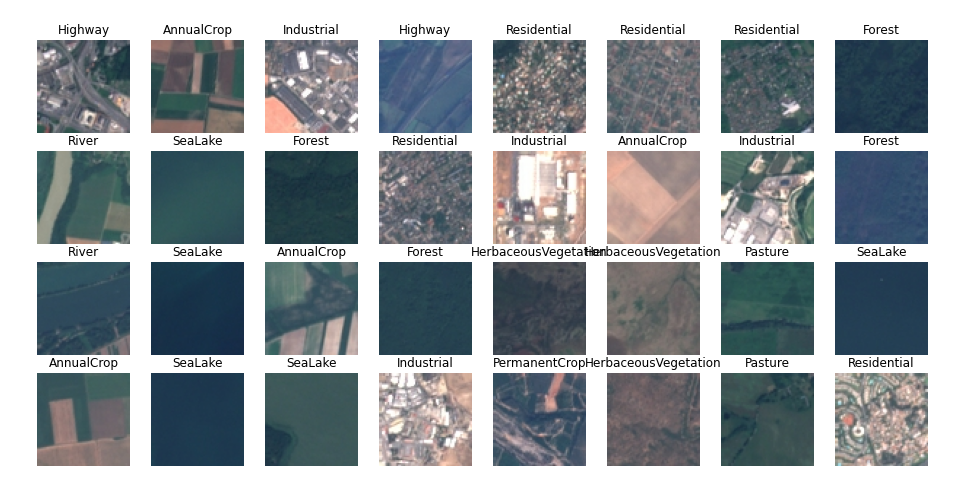 Highway AnnualCrop Industrial Highway Residential Residential Residential Forest
River SeaLake Forest Residential Industrial AnnualCrop Industrial Forest
River SeaLake AnnualCrop Forest HerbaceousVegetation HerbaceousVegetation Pasture SeaLake
AnnualCrop SeaLake SeaLake Industrial PermanentCrop HerbaceousVegetation Pasture Residential